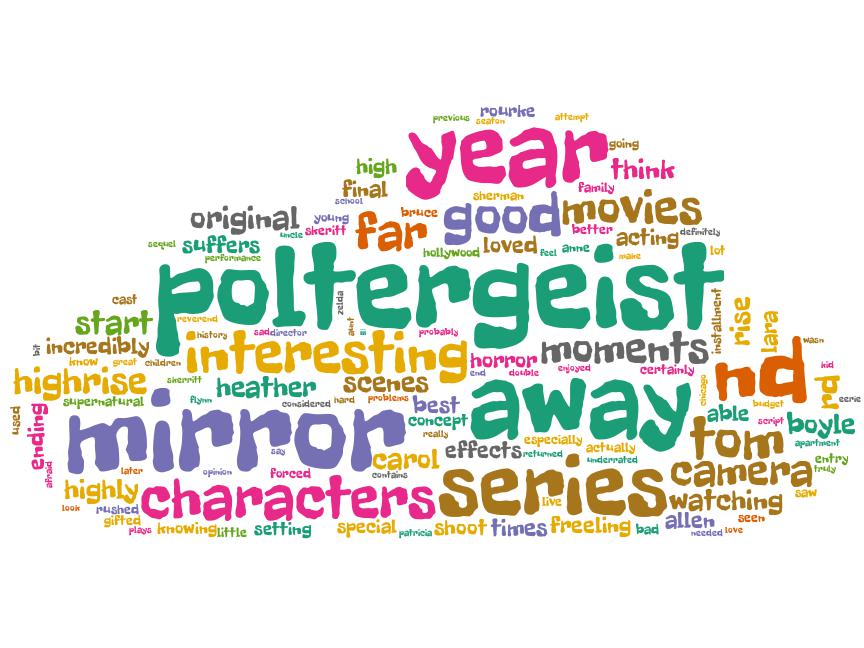 rourke
previous seaton attempt
year going
high think
final family
school sherman
original young bruce good movies
uncle skeritt far better
sequel suffers loved acting definitely
performance hollywood feel anne lot
make
poltergeist
cast zelda installment rise
start reverend aunt iii lara
history sad director probably
bit incredibly interesting moments wasn
know great children horror certainly kid
highrise skerritt end double enjoyed nd rd
supernatural heather scenes away chicago eerie
flynn considered hard problems best budget
used ending mirror concept able script boyle
really tom apartment
say effects especially actually
carol returned underrated entry
afraid later opinion forced contains camera truly
highly characters series live watching saw
look rushed allen seen
gifted
plays knowing little setting special patricia shoot times freeling bad needed love